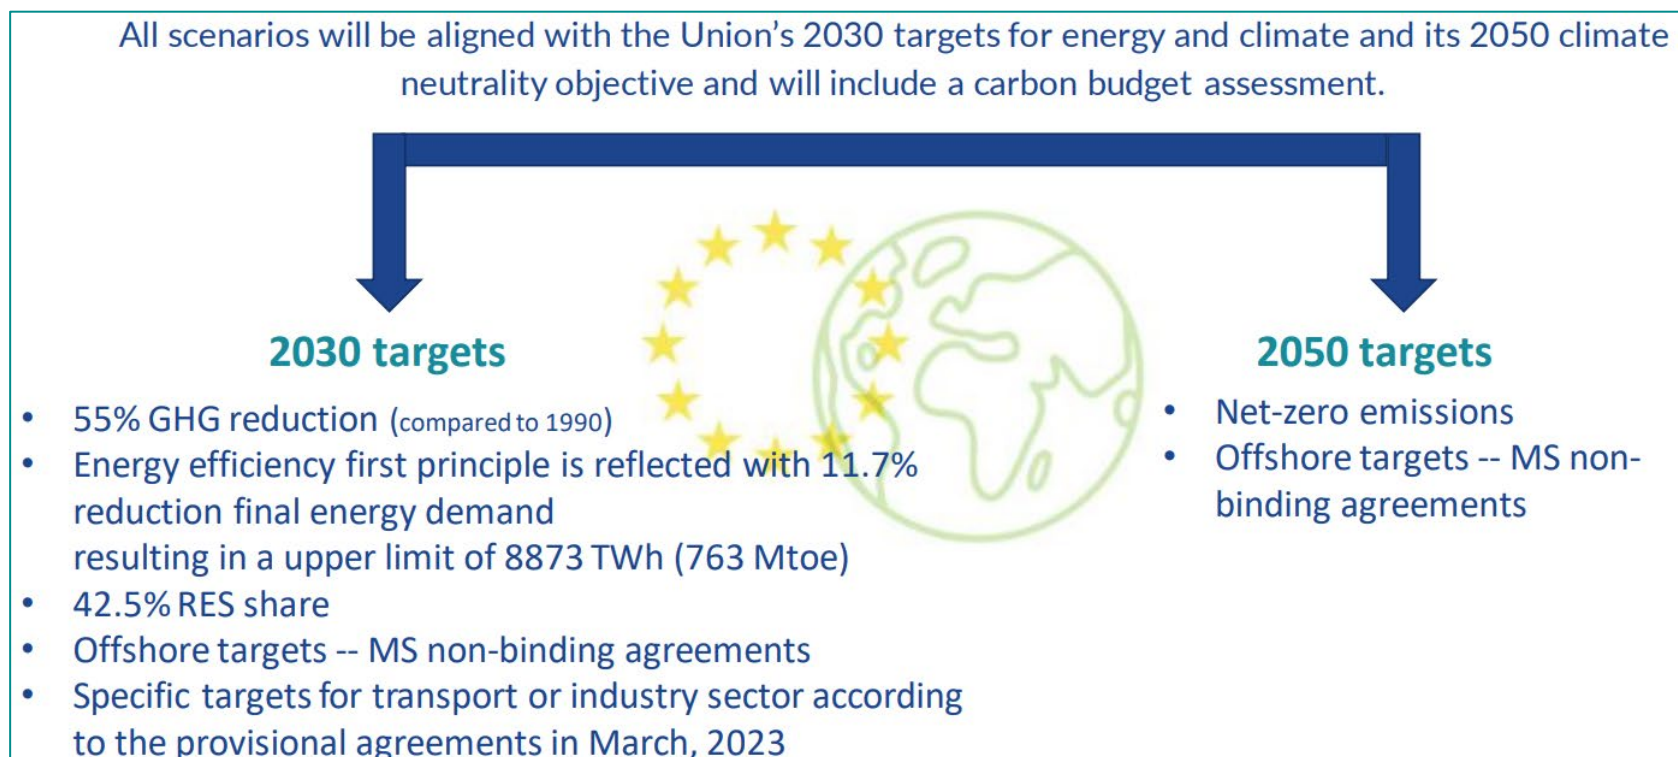 All scenarios will be aligned with the Union’s 2030 targets for energy and climate and its 2050 climate
neutrality objective and will include a carbon budget assessment.
2030 targets
• 55% GHG reduction (compared to 1990)
• Energy efficiency first principle is reflected with 11.7%
reduction final energy demand
resulting in a upper limit of 8873 TWh (763 Mtoe)
• 42.5% RES share
• Offshore targets -- MS non-binding agreements
• Specific targets for transport or industry sector according
to the provisional agreements in March, 2023
2050 targets
• Net-zero emissions
• Offshore targets -- MS non-
binding agreements